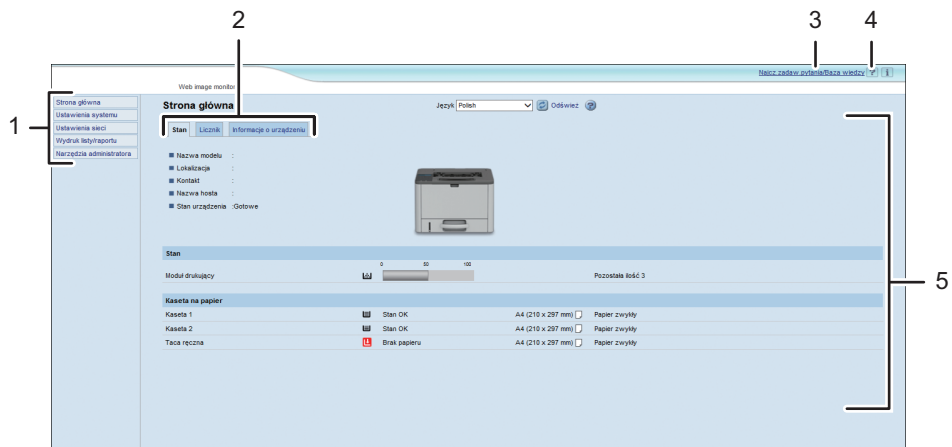 2
3
4
Najcz.zadaw.pytania/Baza wiedzy
Web image monitor
1
Strona główna
Ustawienia systemu
Ustawienia sieci
Wydruk listy/raportu
Narzędzia administratora
Strona główna
Język Polish Odśwież
Stan Licznik Informacje o urządzeniu
Nazwa modelu :
Lokalizacja :
Kontakt :
Nazwa hosta :
Stan urządzenia :Gotowe
Stan
0 50 100
Moduł drukujący Pozostała ilość 3
5
Kaseta na papier
Kaseta 1 Stan OK A4 (210 x 297 mm) Papier zwykły
Kaseta 2 Stan OK A4 (210 x 297 mm) Papier zwykły
Taca ręczna Brak papieru A4 (210 x 297 mm) Papier zwykły